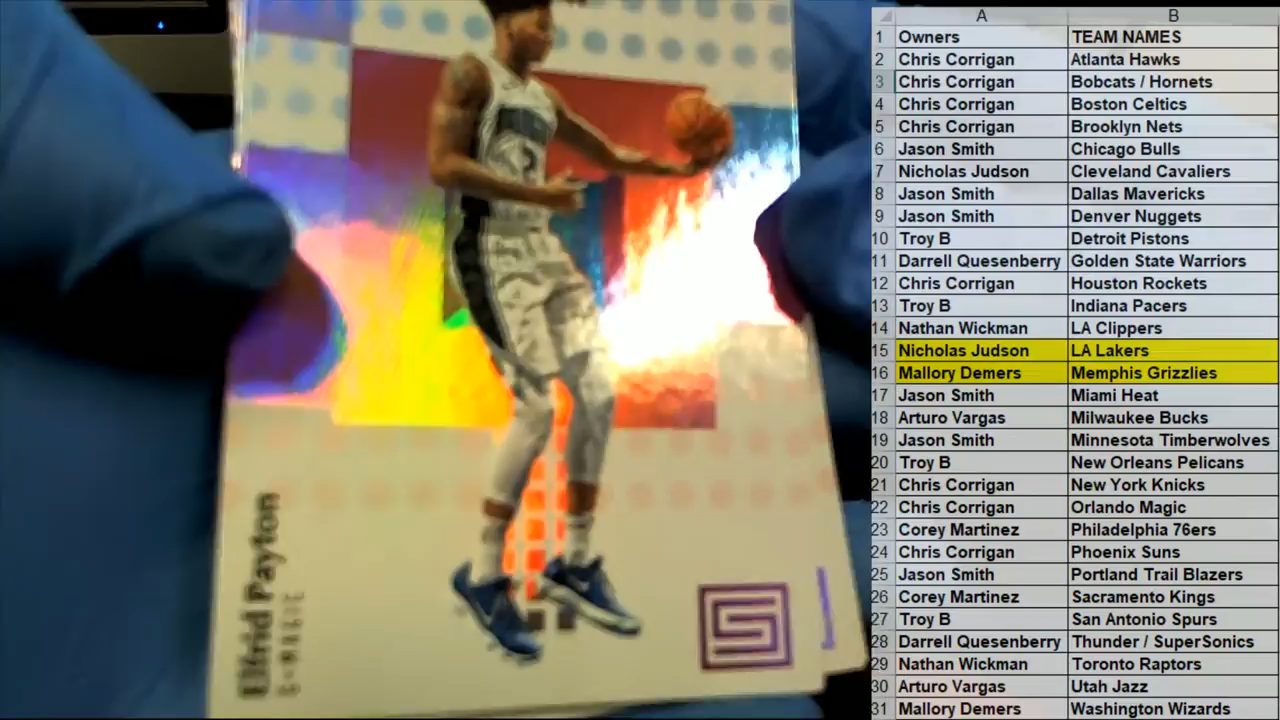 A B
1 Owners TEAM NAMES
2 Chris Corrigan Atlanta Hawks
3 Chris Corrigan Bobcats / Hornets
4 Chris Corrigan Boston Celtics
5 Chris Corrigan Brooklyn Nets
6 Jason Smith Chicago Bulls
7 Nicholas Judson Cleveland Cavaliers
8 Jason Smith Dallas Mavericks
9 Jason Smith Denver Nuggets
10 Troy B Detroit Pistons
11 Darrell Quesenberry Golden State Warriors
12 Chris Corrigan Houston Rockets
13 Troy B Indiana Pacers
14 Nathan Wickman LA Clippers
15 Nicholas Judson LA Lakers
16 Mallory Demers Memphis Grizzlies
17 Jason Smith Miami Heat
18 Arturo Vargas Milwaukee Bucks
19 Jason Smith Minnesota Timberwolves
20 Troy B New Orleans Pelicans
21 Chris Corrigan New York Knicks
22 Chris Corrigan Orlando Magic
23 Corey Martinez Philadelphia 76ers
24 Chris Corrigan Phoenix Suns
25 Jason Smith Portland Trail Blazers
26 Corey Martinez Sacramento Kings
27 Troy B San Antonio Spurs
28 Darrell Quesenberry Thunder / SuperSonics
29 Nathan Wickman Toronto Raptors
30 Arturo Vargas Utah Jazz
31 Mallory Demers Washington Wizards
Elfrid Payton
G-MAGIC